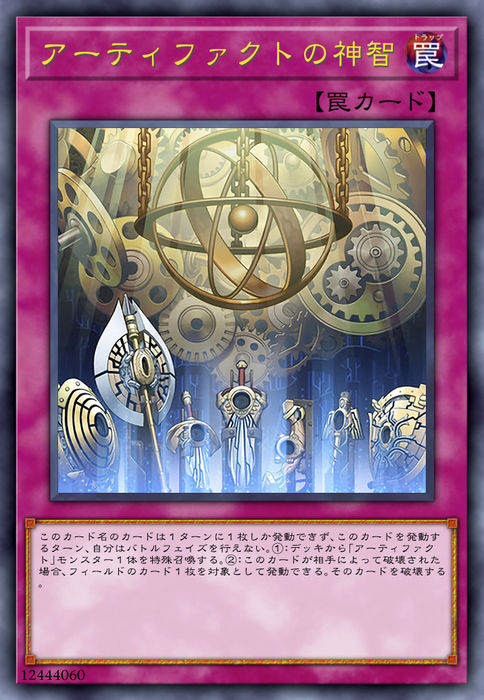 アーティファクトの神智
トラップ
罠
【罠カード】
このカード名のカードは１ターンに１枚しか発動できず、このカードを発動す
るターン、自分はバトルフェイズを行えない。①：デッキから「アーティファク
ト」モンスター１体を特殊召喚する。②：このカードが相手によって破壊された
場合、フィールドのカード１枚を対象として発動できる。そのカードを破壊する
。
12444060